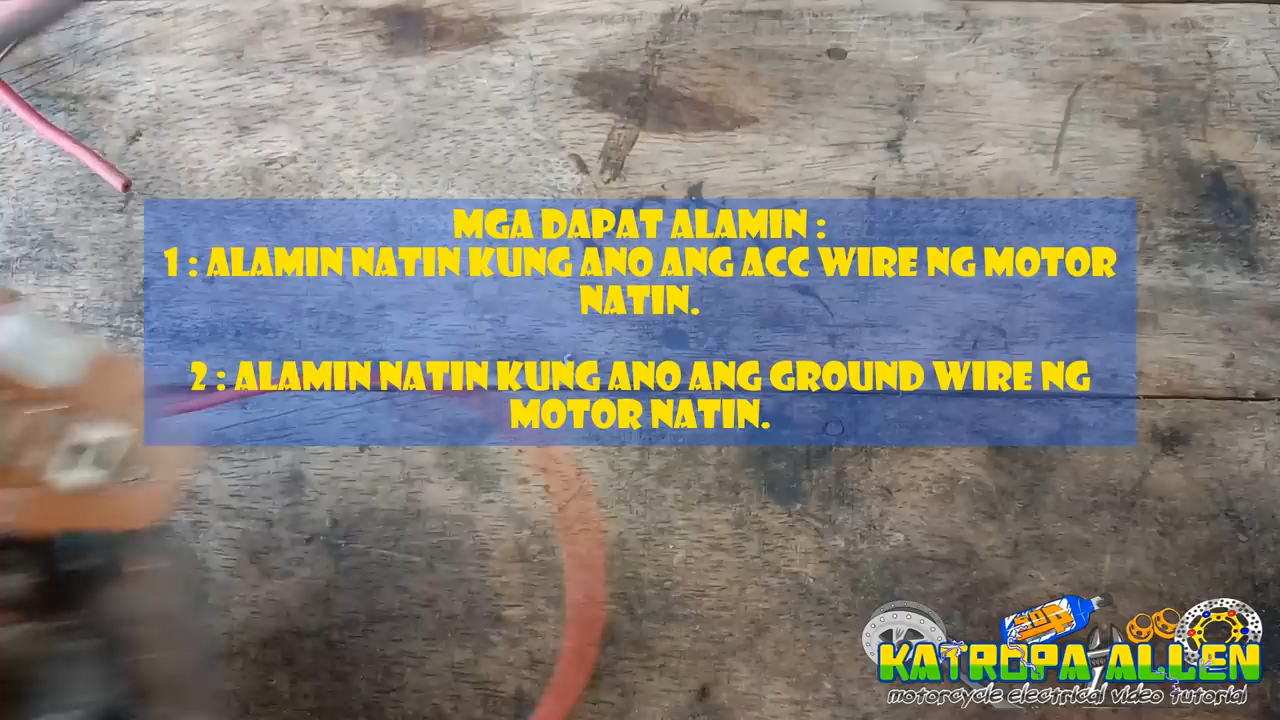 MGA DAPAT ALAMIN :
1 : ALAMIN NATIN KUNG ANO ANG ACC WIRE NG MOTOR
NATIN.
2 : ALAMIN NATIN KUNG ANO ANG GROUND WIRE NG
MOTOR NATIN.
KATROPA ALLEN
motorcycle electrical video tutorial